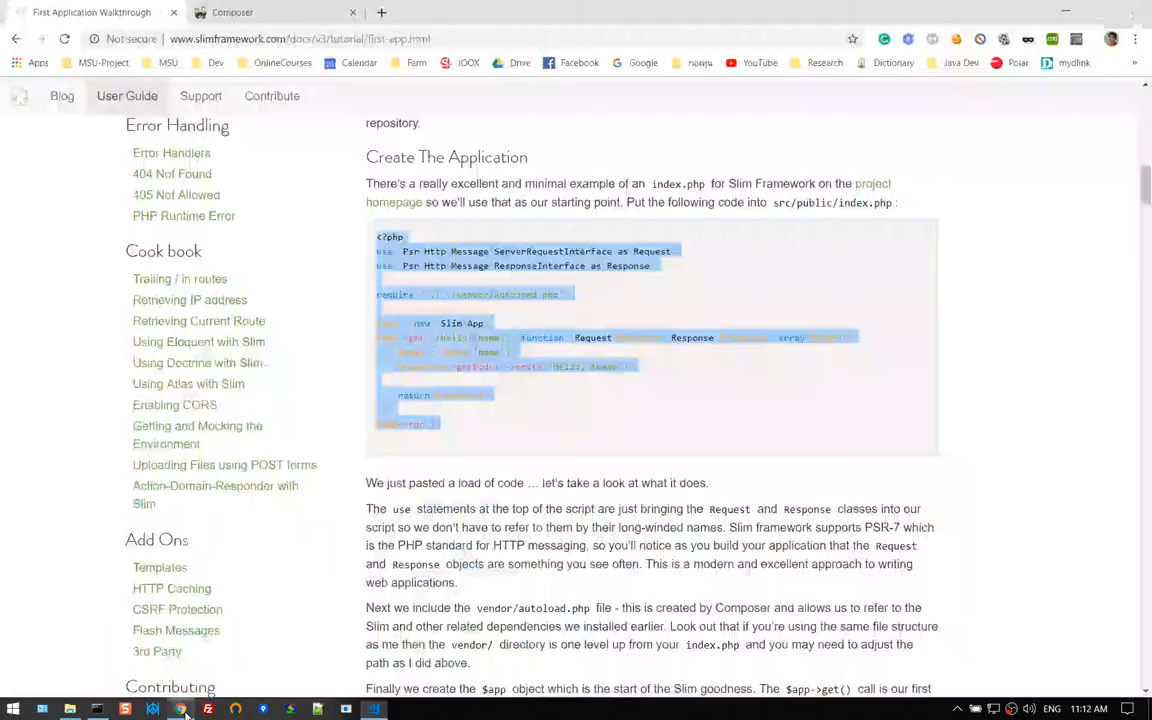 First Application Walkthrough -
Composer
Not secure
www.slimframework.com/docs/v3/tutorial/first-app.html
Apps
MSU-Project
MSU
Dev
OnlineCourses
Calendar
Farm
JOOX
Drive
Facebook
Google
YouTube
Research
Dictionary
Java Dev
Polar
mydlink
Blog
User Guide
Support
Contribute
Error Handling
Error Handlers
404 Not Found
405 Not Allowed
PHP Runtime Error
Cook book
Trailing / in routes
Retrieving IP address
Retrieving Current Route
Using Eloquent with Slim
Using Doctrine with Slim
Using Atlas with Slim
Enabling CORS
Getting and Mocking the
Environment
Uploading Files using POST forms
Action-Domain-Responder with
Slim
Add Ons
Templates
HTTP Caching
CSRF Protection
Flash Messages
3rd Party
Contributing
repository.
Create The Application
There's a really excellent and minimal example of an index.php for Slim Framework on the project
homepage so we'll use that as our starting point. Put the following code into src/public/index.php :
<?php
use Psr Http Message ServerRequestInterface as Request
use Psr Http Message ResponseInterface as Response
require
new Slim App
function Request Response array
return
We just pasted a load of code … let's take a look at what it does.
The use statements at the top of the script are just bringing the Request and Response classes into our
script so we don't have to refer to them by their long-winded names. Slim framework supports PSR-7 which
is the PHP standard for HTTP messaging, so you'll notice as you build your application that the Request
and Response objects are something you see often. This is a modern and excellent approach to writing
web applications.
Next we include the vendor/autoload.php file - this is created by Composer and allows us to refer to the
Slim and other related dependencies we installed earlier. Look out that if you're using the same file structure
as me then the vendor/ directory is one level up from your index.php and you may need to adjust the
path as I did above.
Finally we create the $app object which is the start of the Slim goodness. The $app->get() call is our first
ENG
11:12 AM